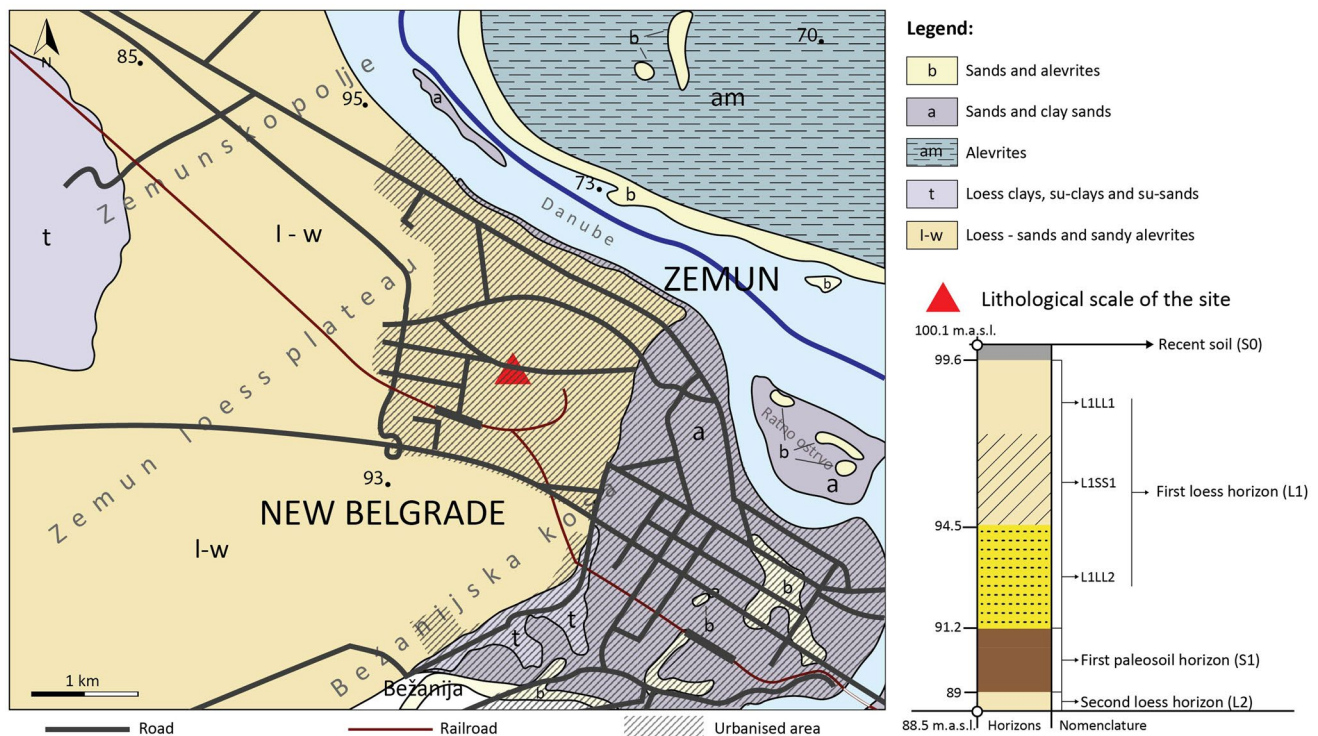 N
85
95
b
70
am
a
73
b
Danube
Zemunsko polje
t
l - w
ZEMUN
b
Zemun loess plateau
a
Ratno ostrvo
b
a
93
NEW BELGRADE
l-w
Bežanijska kosa
b
b
t
t
b
Bežanija
1 km
Road
Railroad
Urbanised area
Legend:
b Sands and alevrites
a Sands and clay sands
am Alevrites
t Loess clays, su-clays and su-sands
l-w Loess - sands and sandy alevrites
Lithological scale of the site
100.1 m.a.s.l.
Recent soil (S0)
99.6
L1LL1
L1SS1
First loess horizon (L1)
94.5
L1LL2
91.2
First paleosoil horizon (S1)
89
Second loess horizon (L2)
88.5 m.a.s.l. Horizons Nomenclature